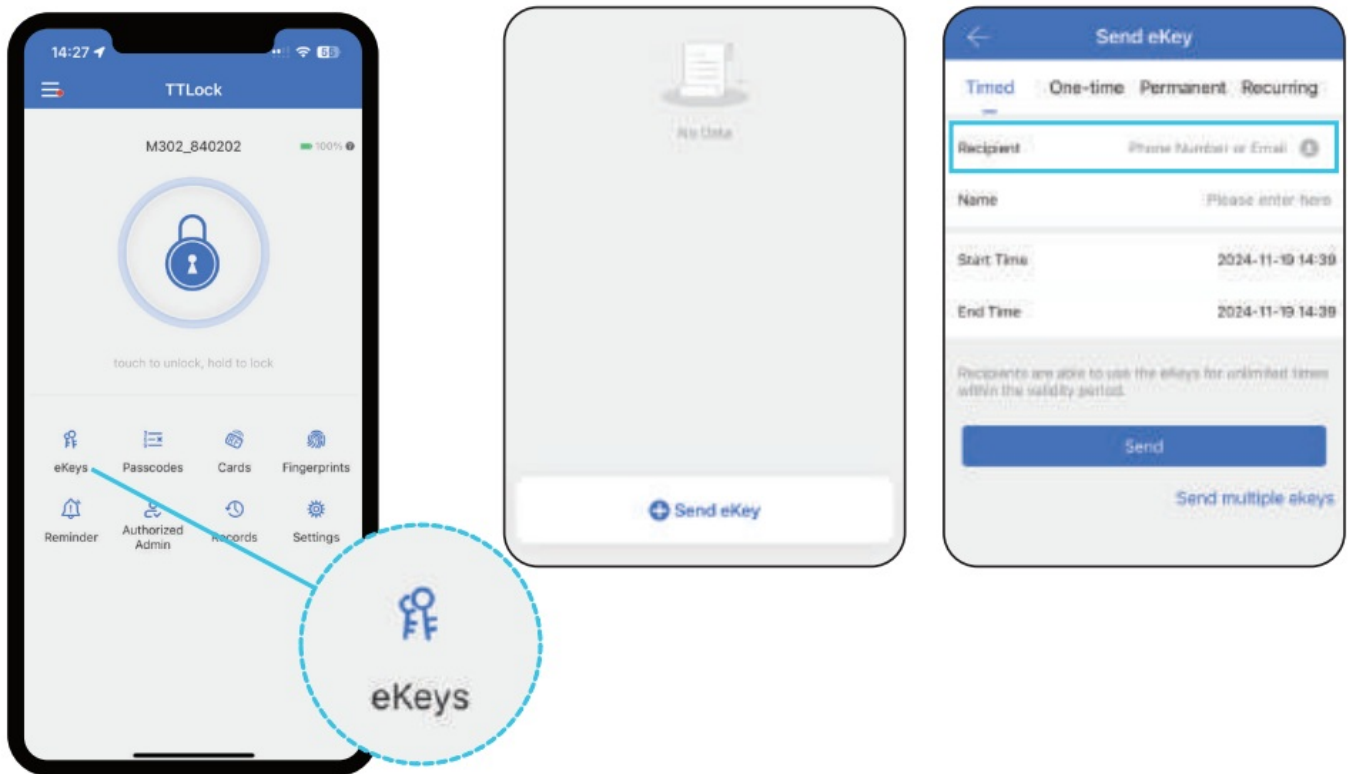 14:27
55
TTLock
M302_840202
100%
touch to unlock, hold to lock
eKeys
Passcodes
Cards
Fingerprints
Reminder
Authorized
Admin
Records
Settings
eKeys
No Data
Send eKey
Send eKey
Timed One-time Permanent Recurring
Recipient Phone Number or Email
Name Please enter here
Start Time 2024-11-19 14:39
End Time 2024-11-19 14:39
Recipients are able to use the ekeys for unlimited times
within the validity period.
Send
Send multiple ekeys